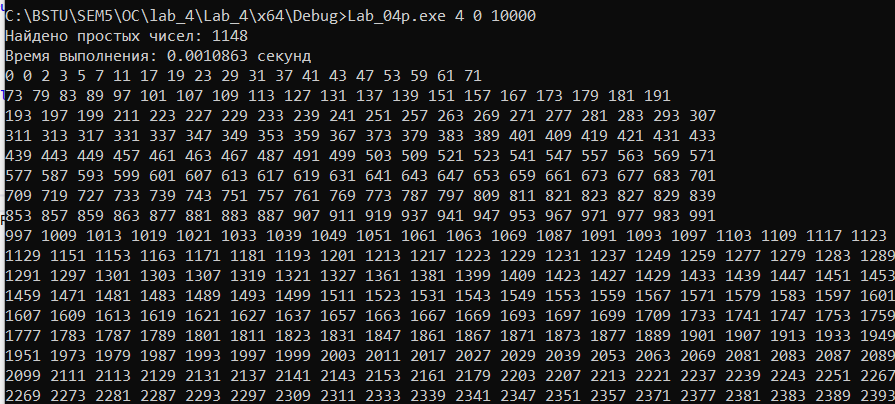 C:\BSTU\SEM5\OC\lab_4\Lab_4\x64\Debug>Lab_04p.exe 4 0 10000
Найдено простых чисел: 1148
Время выполнения: 0.0010863 секунд
0 0 2 3 5 7 11 17 19 23 29 31 37 41 43 47 53 59 61 71
73 79 83 89 97 101 107 109 113 127 131 137 139 151 157 167 173 179 181 191
193 197 199 211 223 227 229 233 239 241 251 257 263 269 271 277 281 283 293 307
311 313 317 331 337 347 349 353 359 367 373 379 383 389 401 409 419 421 431 433
439 443 449 457 461 463 467 487 491 499 503 509 521 523 541 547 557 563 569 571
577 587 593 599 601 607 613 617 619 631 641 643 647 653 659 661 673 677 683 701
709 719 727 733 739 743 751 757 761 769 773 787 797 809 811 821 823 827 829 839
853 857 859 863 877 881 883 887 907 911 919 937 941 947 953 967 971 977 983 991
997 1009 1013 1019 1021 1033 1039 1049 1051 1061 1063 1069 1087 1091 1093 1097 1103 1109 1117 1123
1129 1151 1153 1163 1171 1181 1193 1201 1213 1217 1223 1229 1231 1237 1249 1259 1277 1279 1283 1289
1291 1297 1301 1303 1307 1319 1321 1327 1361 1381 1399 1409 1423 1427 1429 1433 1439 1447 1451 1453
1459 1471 1481 1483 1489 1493 1499 1511 1523 1531 1543 1549 1553 1559 1567 1571 1579 1583 1597 1601
1607 1609 1613 1619 1621 1627 1637 1657 1663 1667 1669 1693 1697 1699 1709 1733 1741 1747 1753 1759
1777 1783 1787 1789 1801 1811 1823 1831 1847 1861 1867 1871 1873 1877 1889 1901 1907 1913 1933 1949
1951 1973 1979 1987 1993 1997 1999 2003 2011 2017 2027 2029 2039 2053 2063 2069 2081 2083 2087 2089
2099 2111 2113 2129 2131 2137 2141 2143 2153 2161 2179 2203 2207 2213 2221 2237 2239 2243 2251 2267
2269 2273 2281 2287 2293 2297 2309 2311 2333 2339 2341 2347 2351 2357 2371 2377 2381 2383 2389 2393